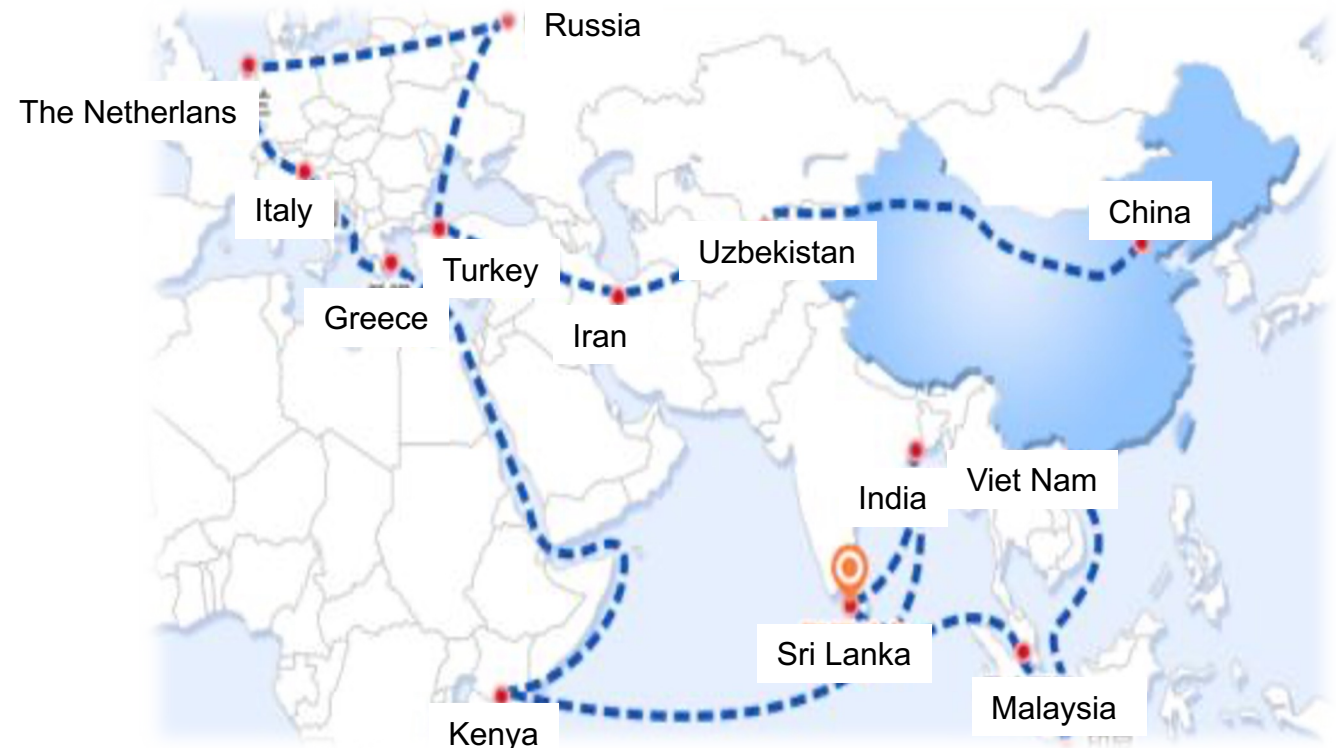 Russia
The Netherlans
China
Italy
Uzbekistan
Turkey
Greece
Iran
Viet Nam
India
Sri Lanka
Malaysia
Kenya